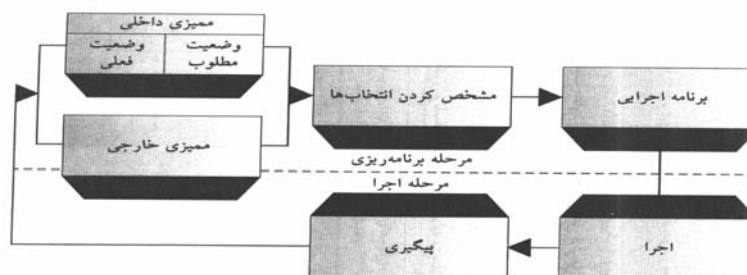 ممیزی داخلی
وضعیت مطلوب
وضعیت فعلی
مشخص کردن انتخاب‌ها
برنامه اجرایی
ممیزی خارجی
مرحله برنامه‌ریزی
مرحله اجرا
پیگیری
اجرا